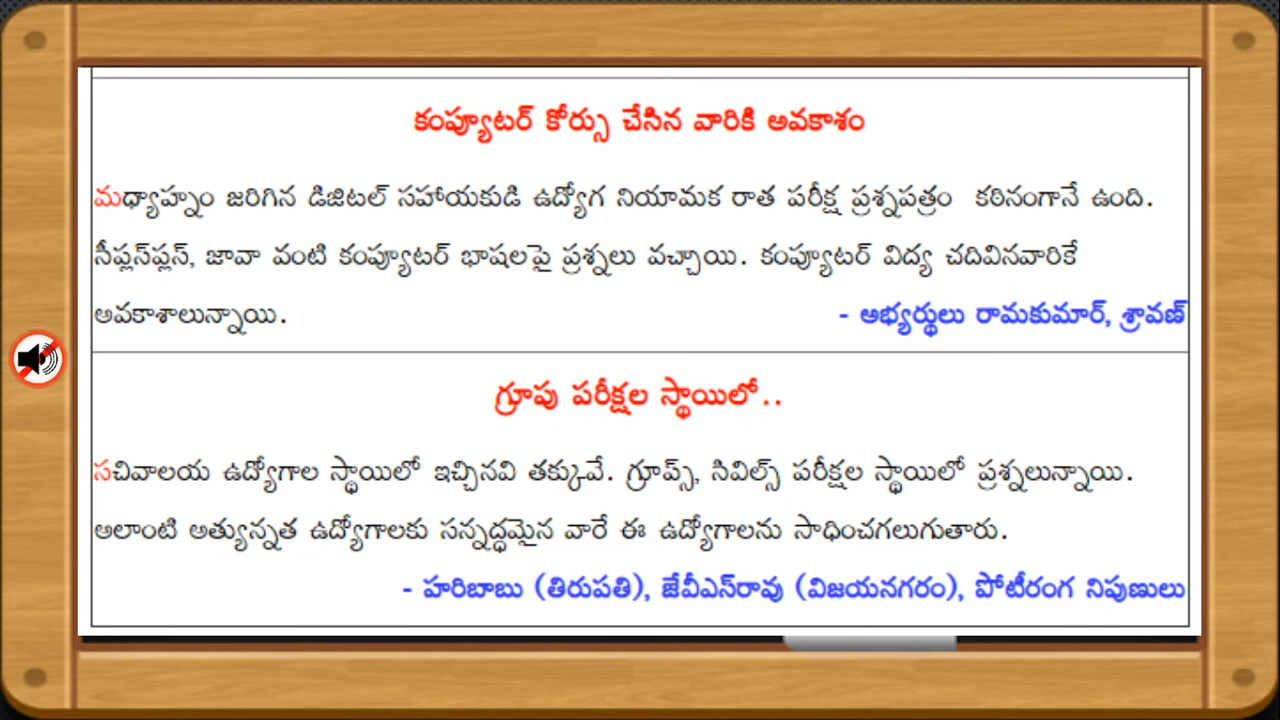 కంప్యూటర్ కోర్సు చేసిన వారికి అవకాశం
మధ్యాహ్నం జరిగిన డిజిటల్ సహాయకుడి ఉద్యోగ నియామక రాత పరీక్ష ప్రశ్నపత్రం కఠినంగానే ఉంది.
సీప్లస్‌ప్లస్, జావా వంటి కంప్యూటర్ భాషలపై ప్రశ్నలు వచ్చాయి. కంప్యూటర్ విద్య చదివినవారికే
అవకాశాలున్నాయి. - అభ్యర్థులు రామకుమార్, శ్రావణ్
గ్రూపు పరీక్షల స్థాయిలో..
సచివాలయ ఉద్యోగాల స్థాయిలో ఇచ్చినవి తక్కువే. గ్రూప్స్, సివిల్స్ పరీక్షల స్థాయిలో ప్రశ్నలున్నాయి.
అలాంటి అత్యున్నత ఉద్యోగాలకు సన్నద్ధమైన వారే ఈ ఉద్యోగాలను సాధించగలుగుతారు.
- హరిబాబు (తిరుపతి), జేవీఎస్‌రావు (విజయనగరం), పోటీరంగ నిపుణులు